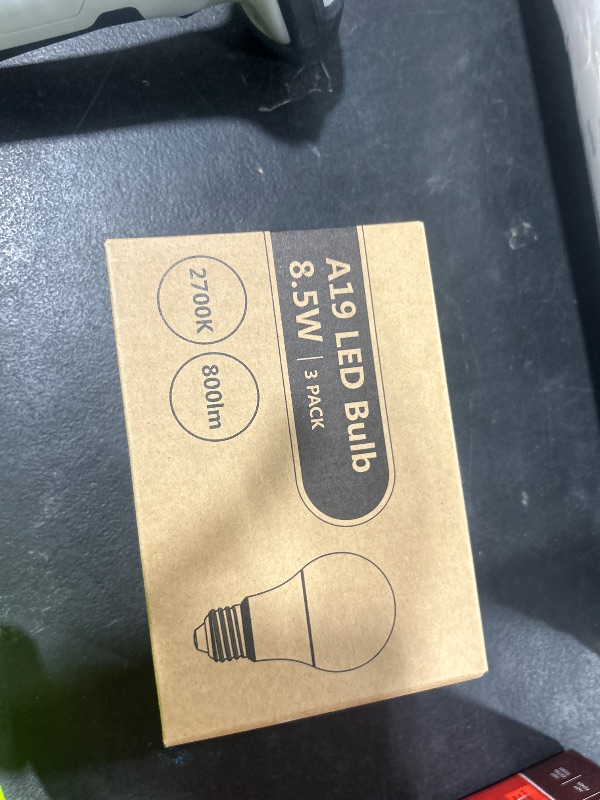 A19 LED Bulb
8.5W | 3 PACK
2700K
800lm